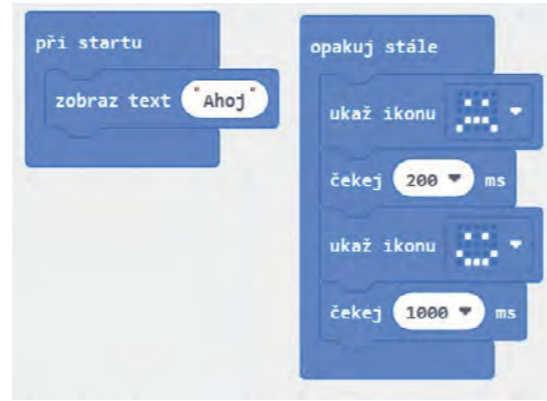 při startu
zobraz text "Ahoj"
opakuj stále
ukaž ikonu
čekej 200 ms
ukaž ikonu
čekej 1000 ms